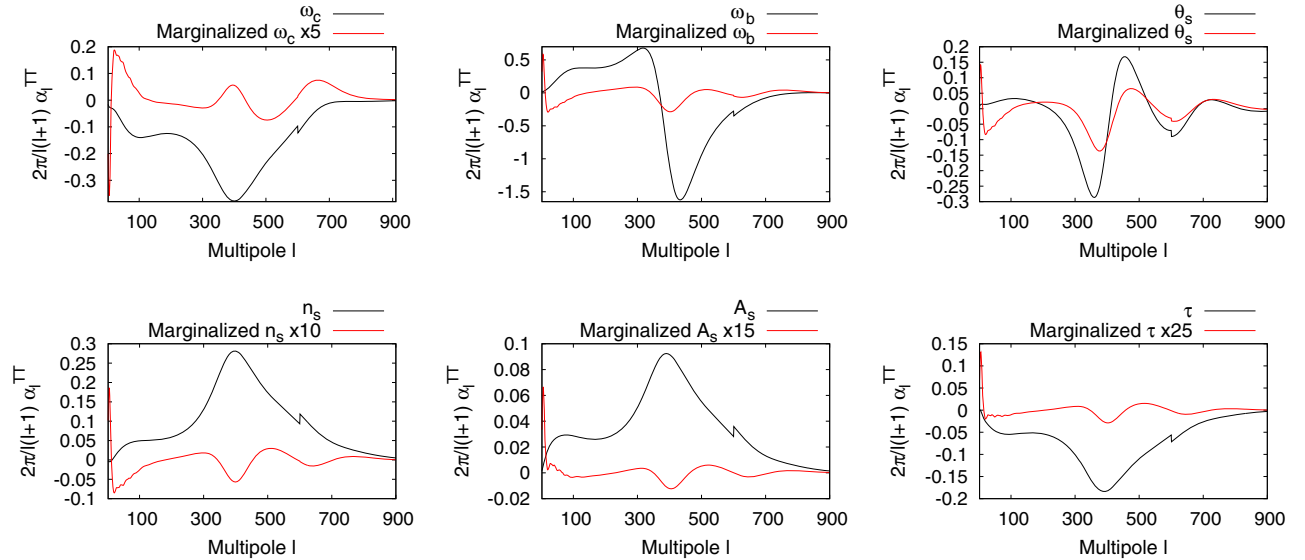 ω_c
Marginalized ω_c x5
2π/l(l+1) α_l^TT
0.2
0.1
0
-0.1
-0.2
-0.3
100 300 500 700 900
Multipole l
ω_b
Marginalized ω_b
2π/l(l+1) α_l^TT
0.5
0
-0.5
-1
-1.5
100 300 500 700 900
Multipole l
θ_s
Marginalized θ_s
2π/l(l+1) α_l^TT
0.2
0.15
0.1
0.05
0
-0.05
-0.1
-0.15
-0.2
-0.25
-0.3
100 300 500 700 900
Multipole l
n_s
Marginalized n_s x10
2π/l(l+1) α_l^TT
0.3
0.25
0.2
0.15
0.1
0.05
0
-0.05
-0.1
100 300 500 700 900
Multipole l
A_s
Marginalized A_s x15
2π/l(l+1) α_l^TT
0.1
0.08
0.06
0.04
0.02
0
-0.02
100 300 500 700 900
Multipole l
τ
Marginalized τ x25
2π/l(l+1) α_l^TT
0.15
0.1
0.05
0
-0.05
-0.1
-0.15
-0.2
100 300 500 700 900
Multipole l